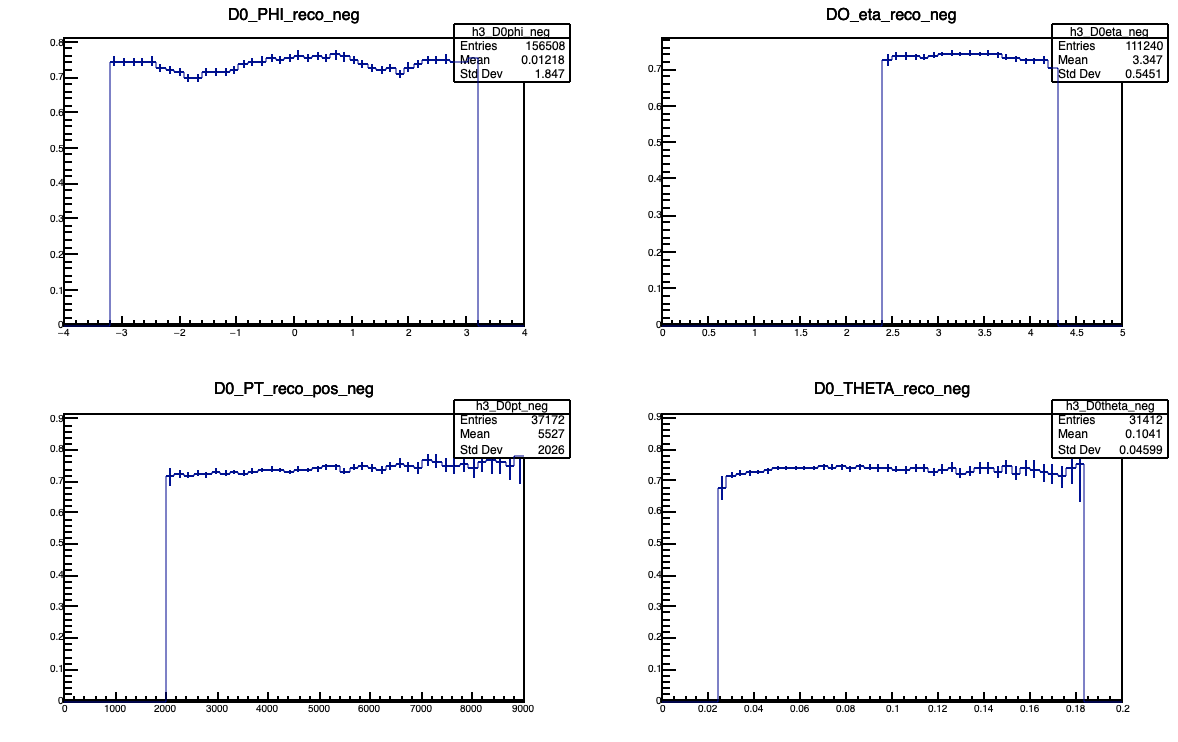 D0_PHI_reco_neg
h3_D0phi_neg
Entries 156508
Mean 0.01218
Std Dev 1.847
0.8
0.7
0.6
0.5
0.4
0.3
0.2
0.1
0
−4 −3 −2 −1 0 1 2 3 4
DO_eta_reco_neg
h3_D0eta_neg
Entries 111240
Mean 3.347
Std Dev 0.5451
0.7
0.6
0.5
0.4
0.3
0.2
0.1
0
0 0.5 1 1.5 2 2.5 3 3.5 4 4.5 5
D0_PT_reco_pos_neg
h3_D0pt_neg
Entries 37172
Mean 5527
Std Dev 2026
0.9
0.8
0.7
0.6
0.5
0.4
0.3
0.2
0.1
0
0 1000 2000 3000 4000 5000 6000 7000 8000 9000
D0_THETA_reco_neg
h3_D0theta_neg
Entries 31412
Mean 0.1041
Std Dev 0.04599
0.9
0.8
0.7
0.6
0.5
0.4
0.3
0.2
0.1
0
0 0.02 0.04 0.06 0.08 0.1 0.12 0.14 0.16 0.18 0.2